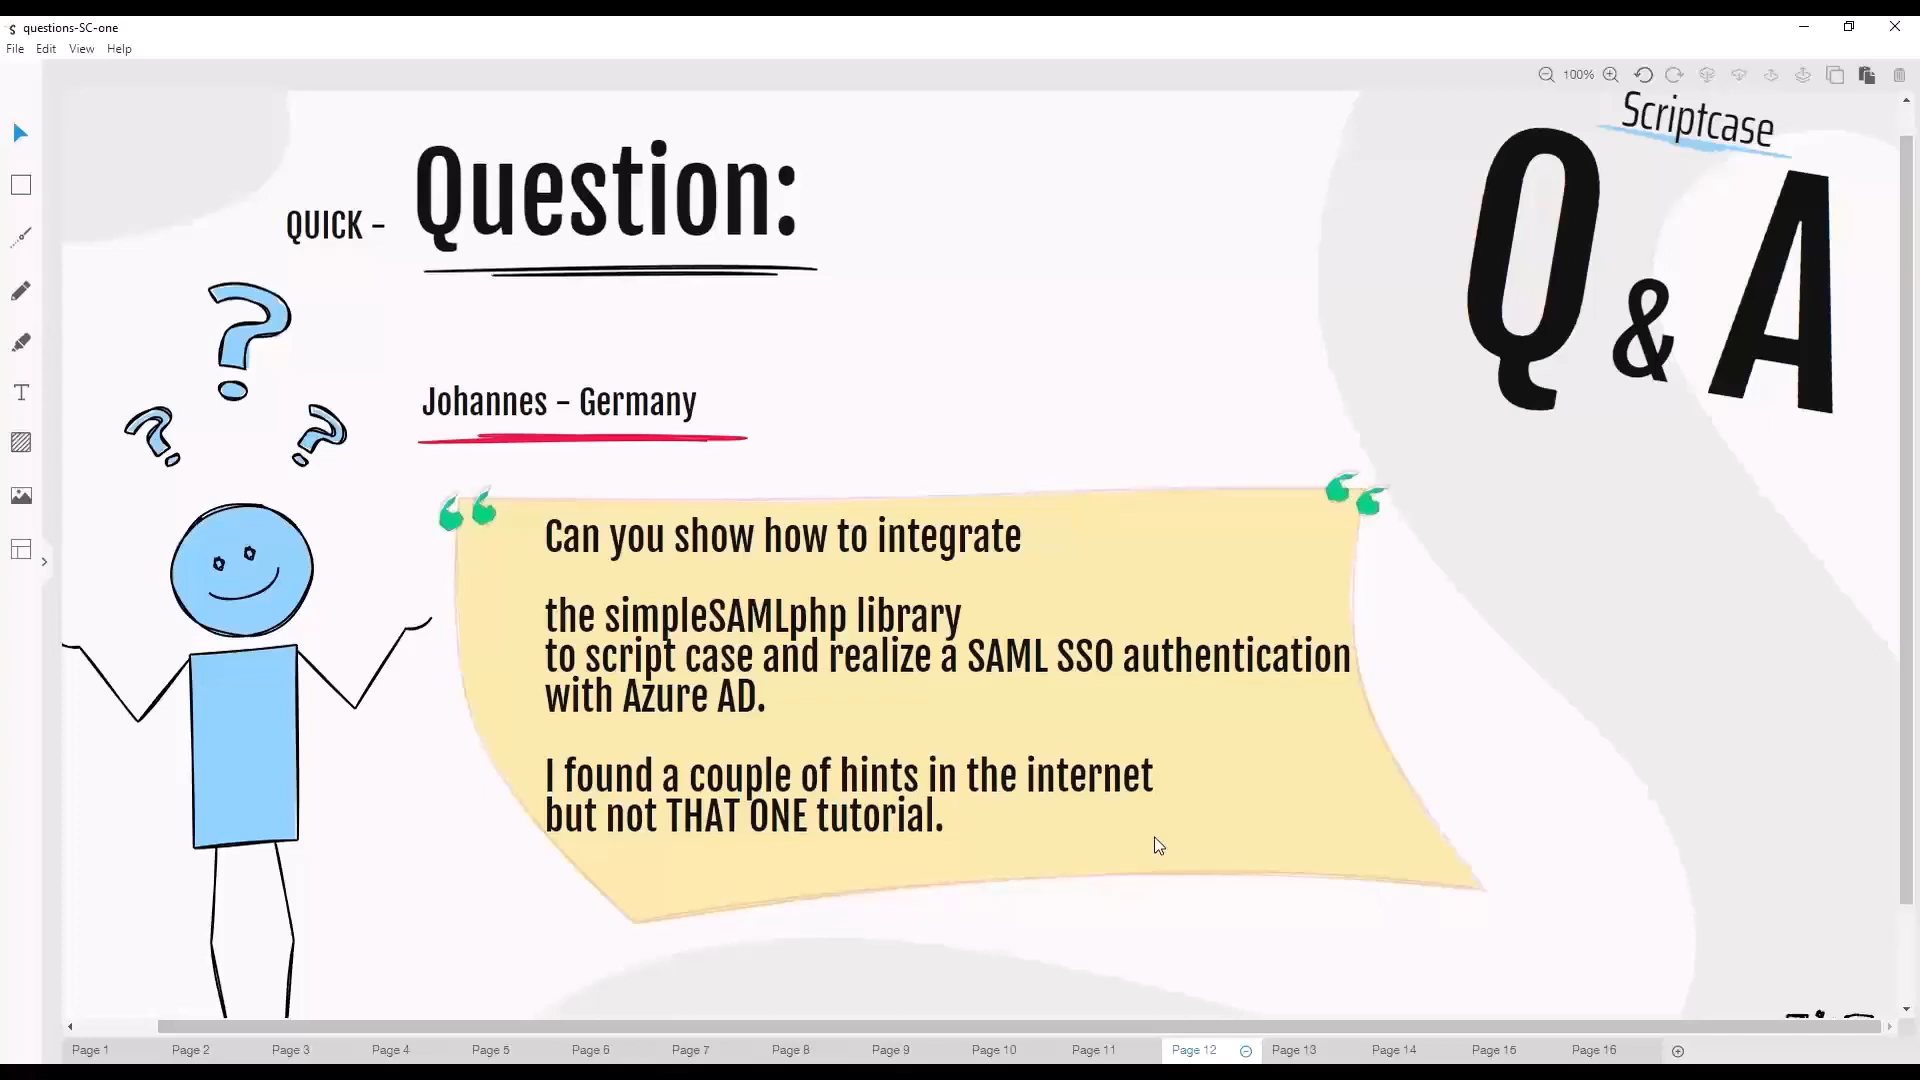 questions-SC-one
File Edit View Help
100%
Scriptcase
Q & A
QUICK - Question:
Johannes - Germany
Can you show how to integrate
the simpleSAMLphp library
to script case and realize a SAML SSO authentication
with Azure AD.
I found a couple of hints in the internet
but not THAT ONE tutorial.
Page 1 Page 2 Page 3 Page 4 Page 5 Page 6 Page 7 Page 8 Page 9 Page 10 Page 11 Page 12 Page 13 Page 14 Page 15 Page 16